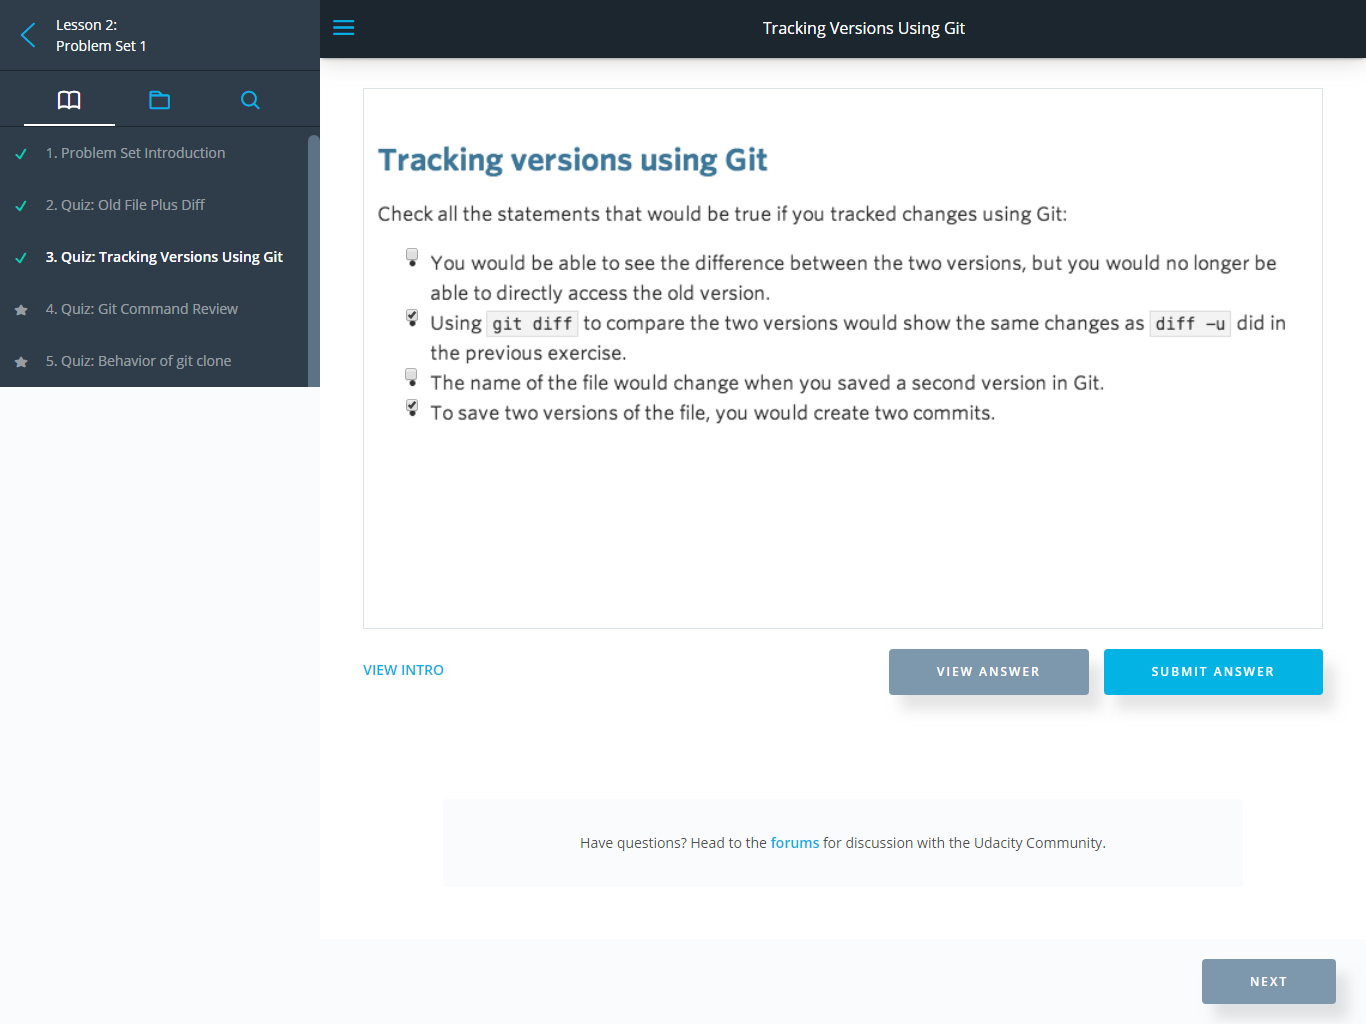 Lesson 2:
Problem Set 1
Tracking Versions Using Git
1. Problem Set Introduction
2. Quiz: Old File Plus Diff
3. Quiz: Tracking Versions Using Git
4. Quiz: Git Command Review
5. Quiz: Behavior of git clone
Tracking versions using Git
Check all the statements that would be true if you tracked changes using Git:
You would be able to see the difference between the two versions, but you would no longer be
able to directly access the old version.
Using git diff to compare the two versions would show the same changes as diff -u did in
the previous exercise.
The name of the file would change when you saved a second version in Git.
To save two versions of the file, you would create two commits.
VIEW INTRO
VIEW ANSWER
SUBMIT ANSWER
Have questions? Head to the forums for discussion with the Udacity Community.
NEXT